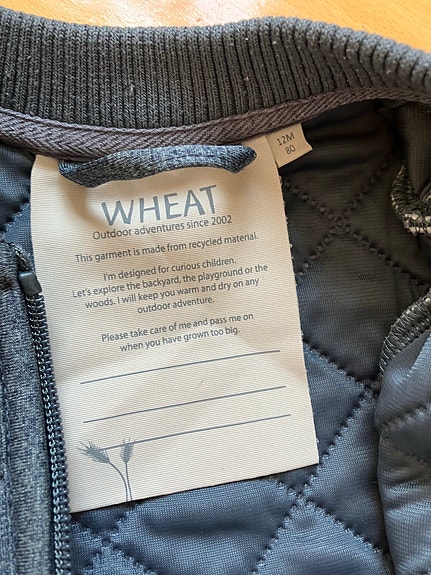 12M
80
WHEAT
Outdoor adventures since 2002
This garment is made from recycled material.
I'm designed for curious children.
Let's explore the backyard, the playground or the
woods. I will keep you warm and dry on any
outdoor adventure.
Please take care of me and pass me on
when you have grown too big.